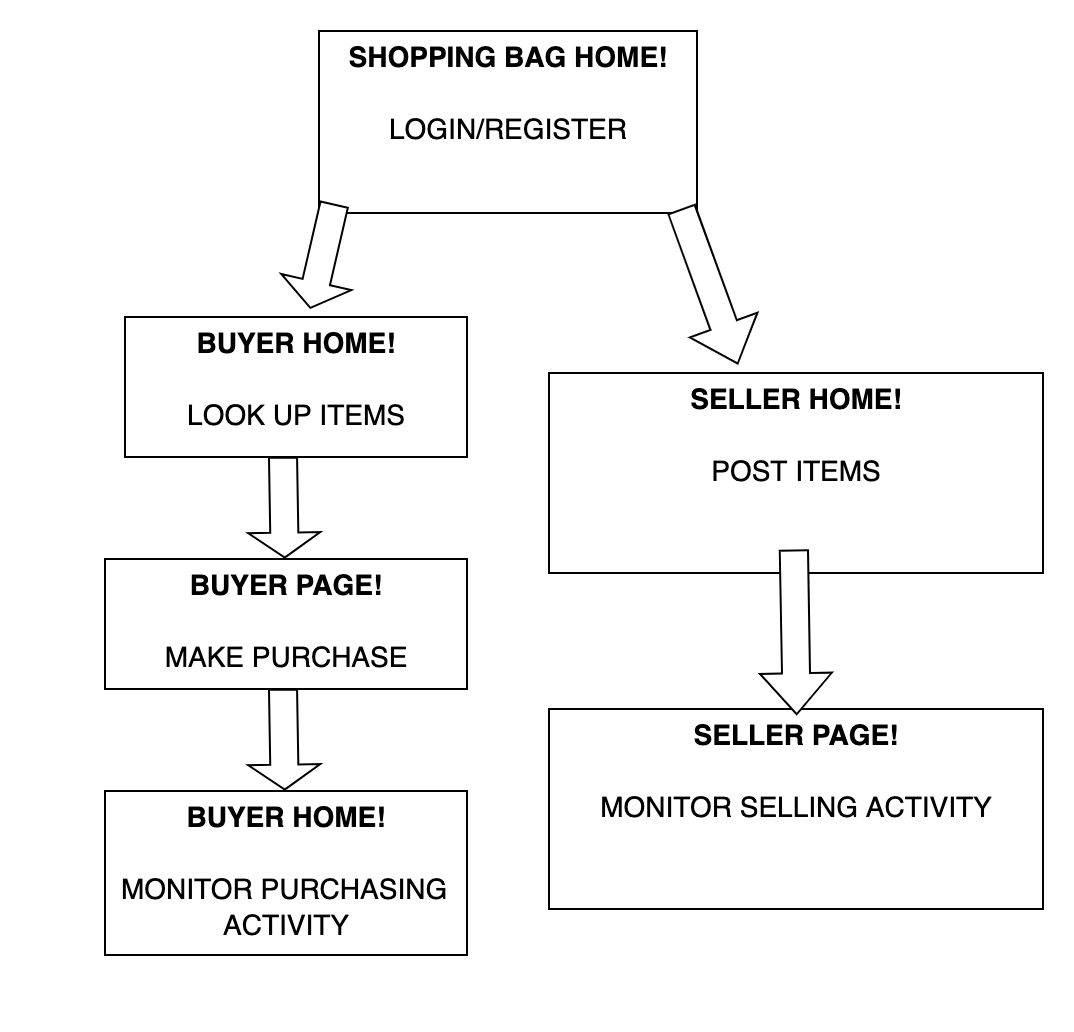 SHOPPING BAG HOME!
LOGIN/REGISTER
BUYER HOME!
LOOK UP ITEMS
SELLER HOME!
POST ITEMS
BUYER PAGE!
MAKE PURCHASE
SELLER PAGE!
MONITOR SELLING ACTIVITY
BUYER HOME!
MONITOR PURCHASING
ACTIVITY